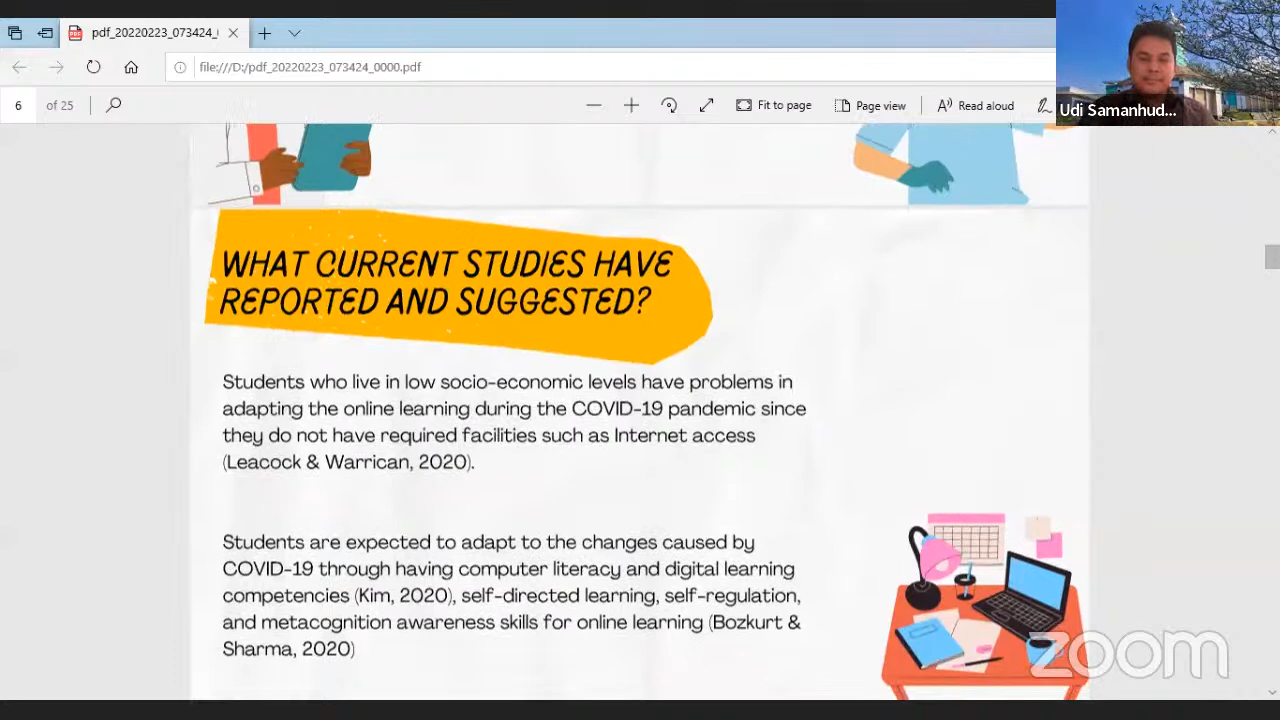 pdf_20220223_073424_
file:///D:/pdf_20220223_073424_0000.pdf
6 of 25
Fit to page
Page view
Read aloud
Udi Samanhud...
WHAT CURRENT STUDIES HAVE
REPORTED AND SUGGESTED?
Students who live in low socio-economic levels have problems in
adapting the online learning during the COVID-19 pandemic since
they do not have required facilities such as Internet access
(Leacock & Warrican, 2020).
Students are expected to adapt to the changes caused by
COVID-19 through having computer literacy and digital learning
competencies (Kim, 2020), self-directed learning, self-regulation,
and metacognition awareness skills for online learning (Bozkurt &
Sharma, 2020)
zoom